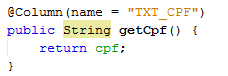 @Column(name = "TXT_CPF")
public String getCpf() {
    return cpf;
}